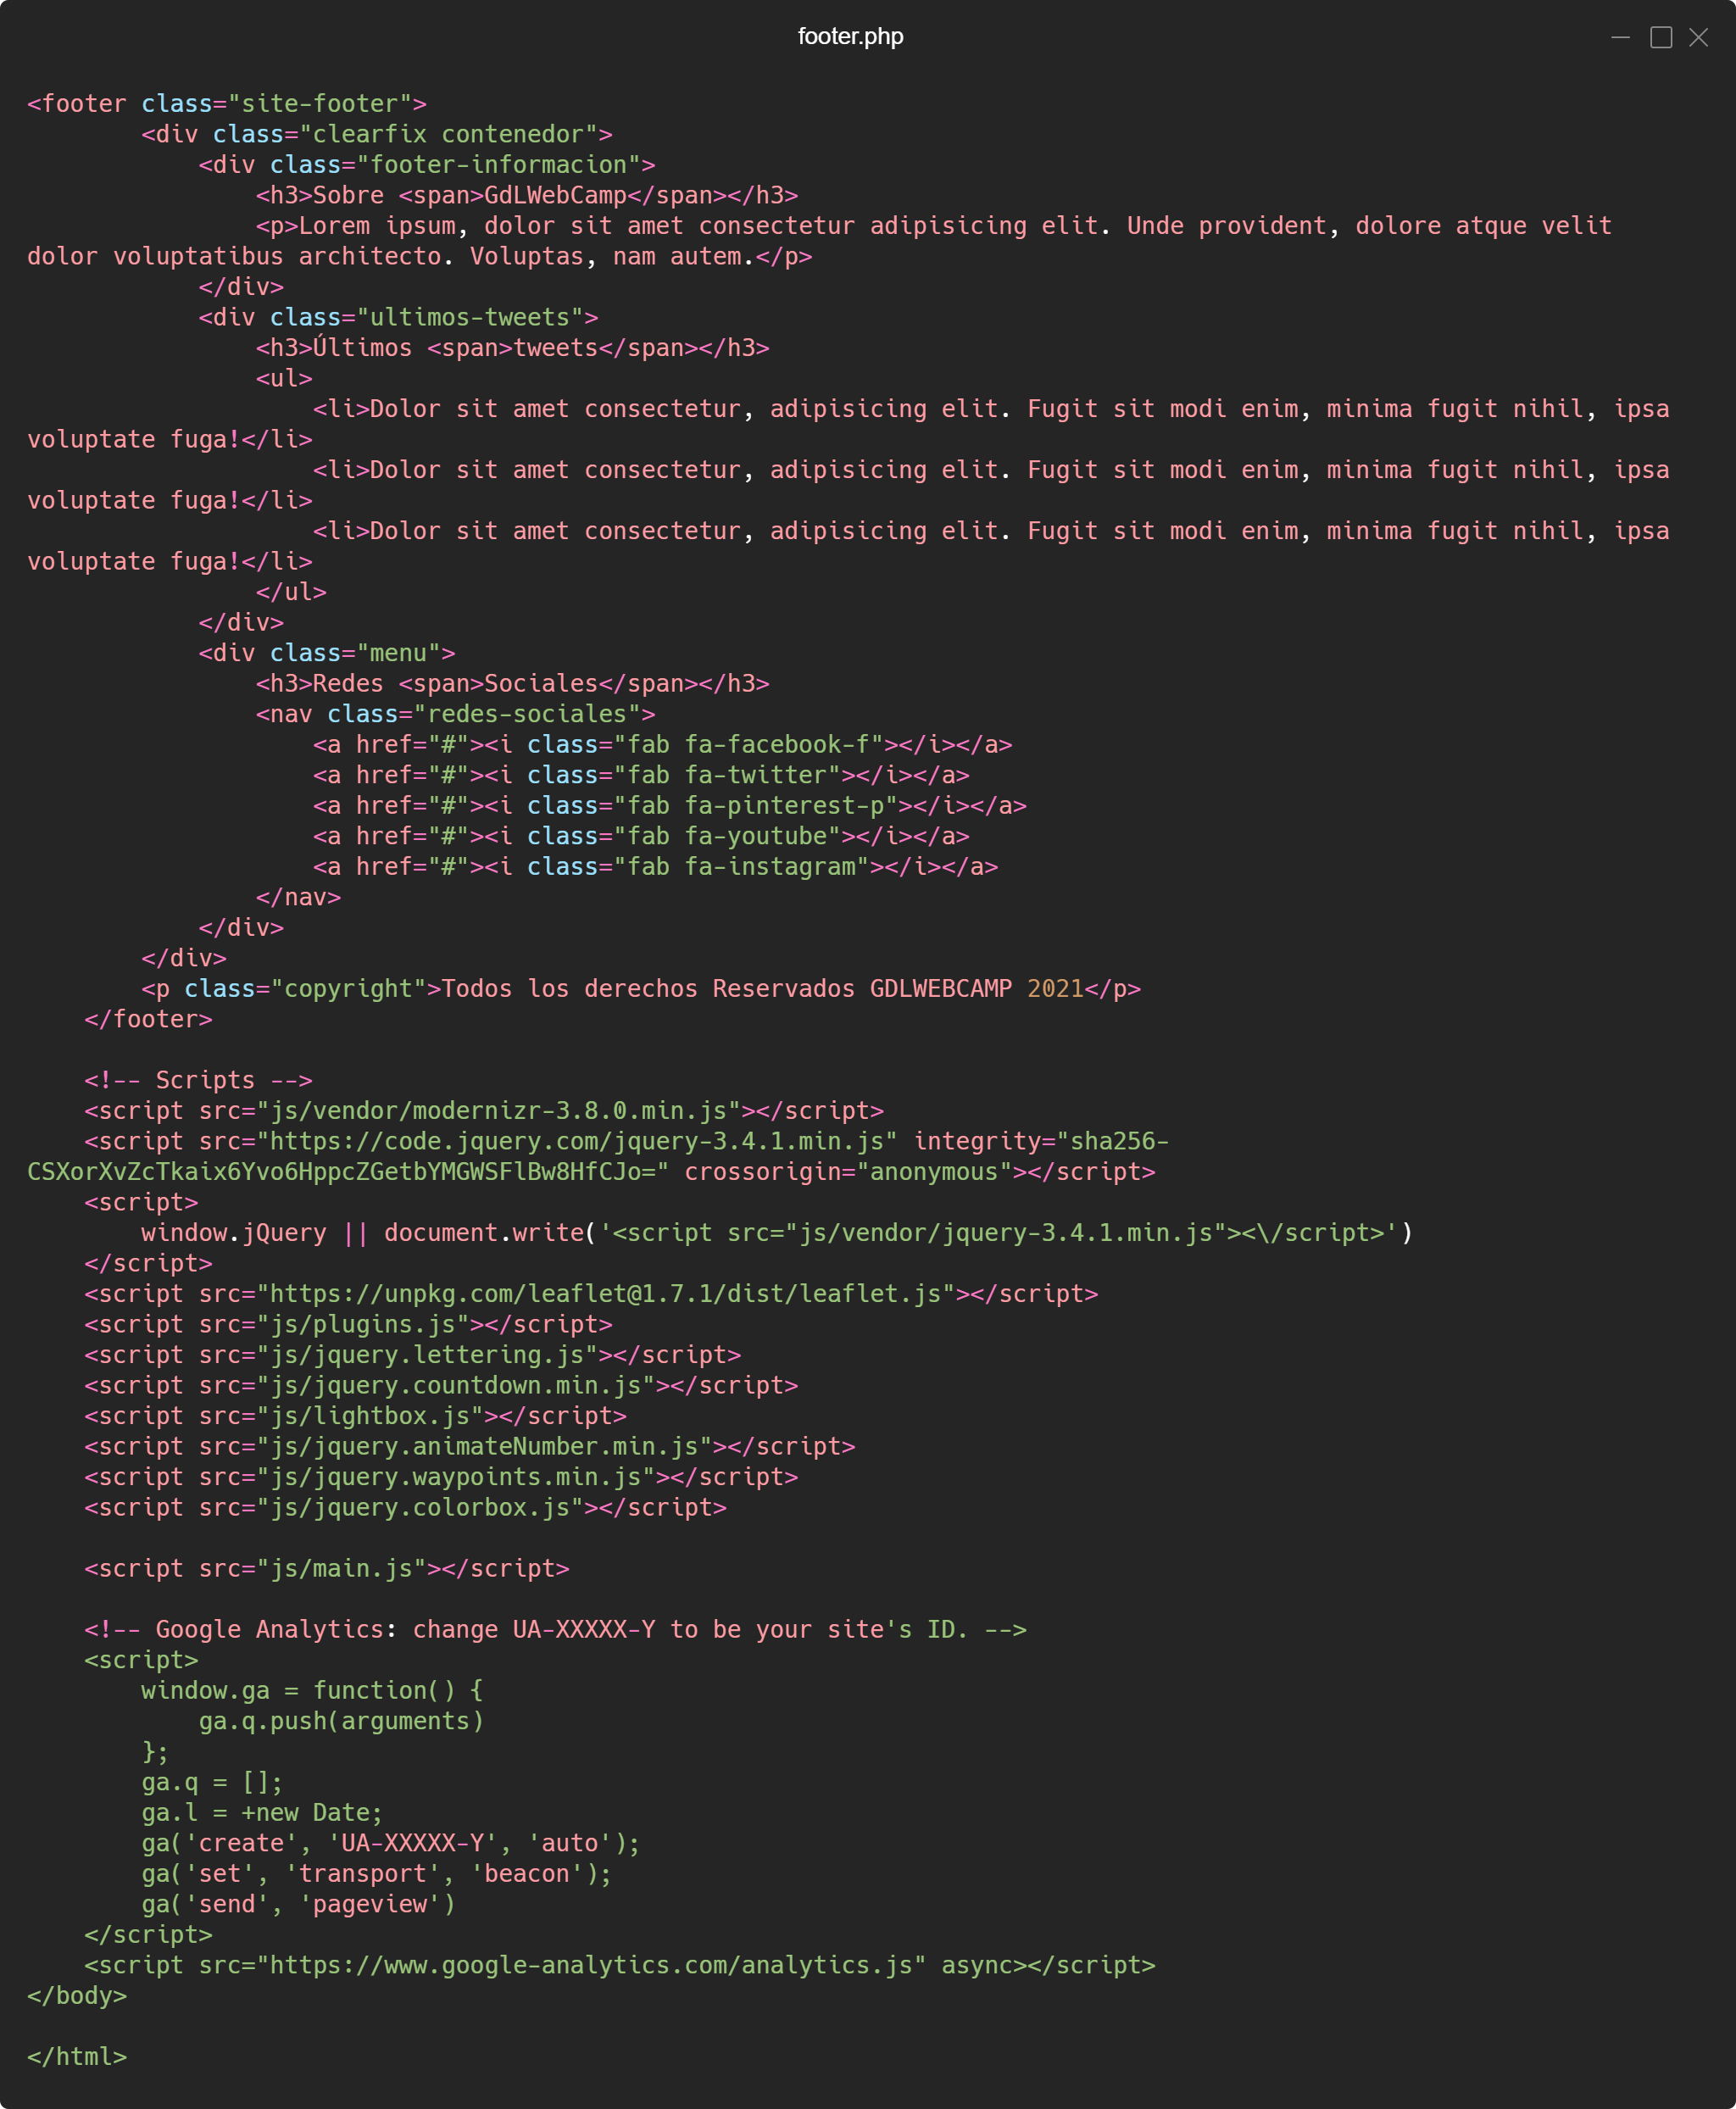 footer.php
<footer class="site-footer">
        <div class="clearfix contenedor">
            <div class="footer-informacion">
                <h3>Sobre <span>GdLWebCamp</span></h3>
                <p>Lorem ipsum, dolor sit amet consectetur adipisicing elit. Unde provident, dolore atque velit
dolor voluptatibus architecto. Voluptas, nam autem.</p>
            </div>
            <div class="ultimos-tweets">
                <h3>Últimos <span>tweets</span></h3>
                <ul>
                    <li>Dolor sit amet consectetur, adipisicing elit. Fugit sit modi enim, minima fugit nihil, ipsa
voluptate fuga!</li>
                    <li>Dolor sit amet consectetur, adipisicing elit. Fugit sit modi enim, minima fugit nihil, ipsa
voluptate fuga!</li>
                    <li>Dolor sit amet consectetur, adipisicing elit. Fugit sit modi enim, minima fugit nihil, ipsa
voluptate fuga!</li>
                </ul>
            </div>
            <div class="menu">
                <h3>Redes <span>Sociales</span></h3>
                <nav class="redes-sociales">
                    <a href="#"><i class="fab fa-facebook-f"></i></a>
                    <a href="#"><i class="fab fa-twitter"></i></a>
                    <a href="#"><i class="fab fa-pinterest-p"></i></a>
                    <a href="#"><i class="fab fa-youtube"></i></a>
                    <a href="#"><i class="fab fa-instagram"></i></a>
                </nav>
            </div>
        </div>
        <p class="copyright">Todos los derechos Reservados GDLWEBCAMP 2021</p>
    </footer>

    <!-- Scripts -->
    <script src="js/vendor/modernizr-3.8.0.min.js"></script>
    <script src="https://code.jquery.com/jquery-3.4.1.min.js" integrity="sha256-
CSXorXvZcTkaix6Yvo6HppcZGetbYMGWSFlBw8HfCJo=" crossorigin="anonymous"></script>
    <script>
        window.jQuery || document.write('<script src="js/vendor/jquery-3.4.1.min.js"><\/script>')
    </script>
    <script src="https://unpkg.com/leaflet@1.7.1/dist/leaflet.js"></script>
    <script src="js/plugins.js"></script>
    <script src="js/jquery.lettering.js"></script>
    <script src="js/jquery.countdown.min.js"></script>
    <script src="js/lightbox.js"></script>
    <script src="js/jquery.animateNumber.min.js"></script>
    <script src="js/jquery.waypoints.min.js"></script>
    <script src="js/jquery.colorbox.js"></script>

    <script src="js/main.js"></script>

    <!-- Google Analytics: change UA-XXXXX-Y to be your site's ID. -->
    <script>
        window.ga = function() {
            ga.q.push(arguments)
        };
        ga.q = [];
        ga.l = +new Date;
        ga('create', 'UA-XXXXX-Y', 'auto');
        ga('set', 'transport', 'beacon');
        ga('send', 'pageview')
    </script>
    <script src="https://www.google-analytics.com/analytics.js" async></script>
</body>

</html>